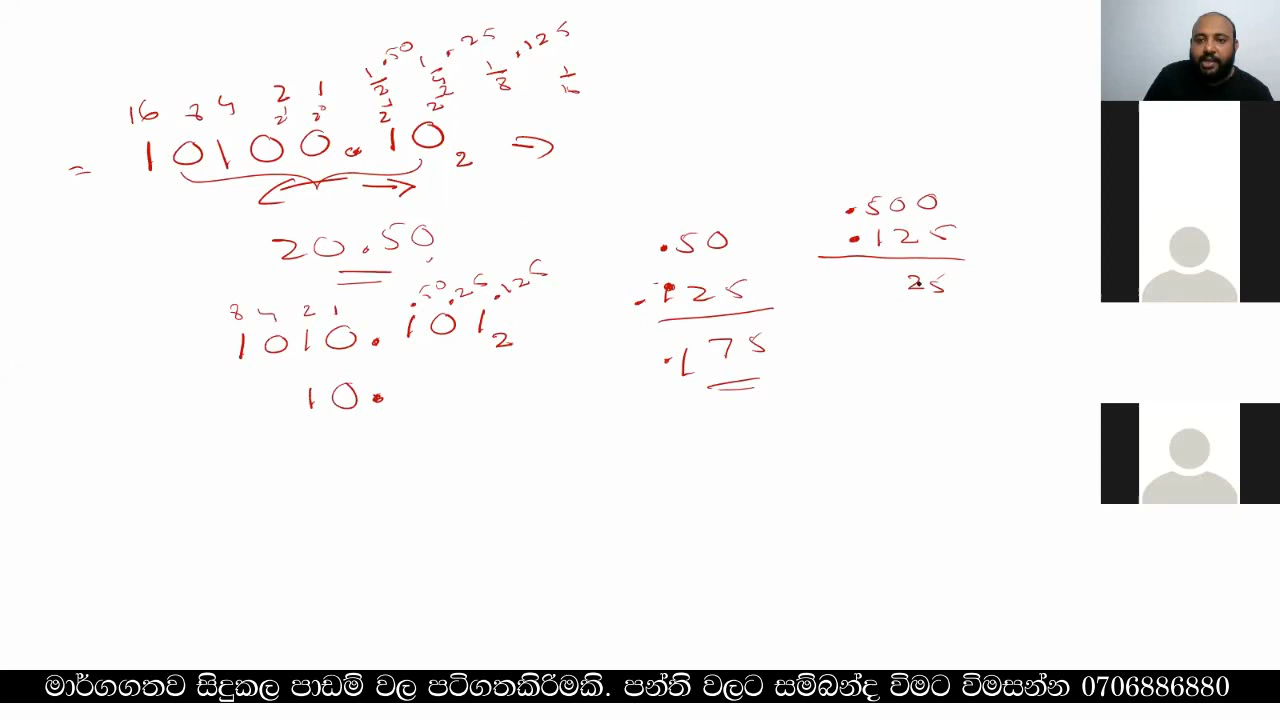 .50 .25 .125
1/2 1/4 1/8
16 8 4 2 1
= 10100.10₂ →
20.50
.50 .25 .125
8 4 2 1
1010.101₂
10.
.50
.125
.175
.500
.125
25
මාර්ගගතව සිදුකල පාඩම් වල පටිගතකිරීමකි. පන්ති වලට සම්බන්ද වීමට විමසන්න 0706886880